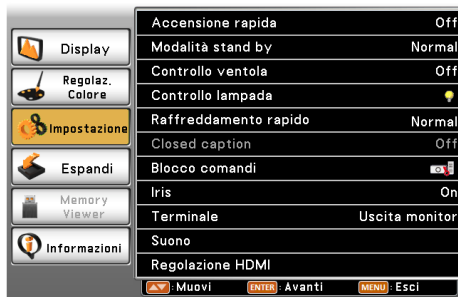 Display
Regolaz.
Colore
Impostazione
Espandi
Memory
Viewer
Informazioni
Accensione rapida Off
Modalità stand by Normal
Controllo ventola Off
Controllo lampada
Raffreddamento rapido Normal
Closed caption Off
Blocco comandi
Iris On
Terminale Uscita monitor
Suono
Regolazione HDMI
: Muovi ENTER : Avanti MENU : Esci